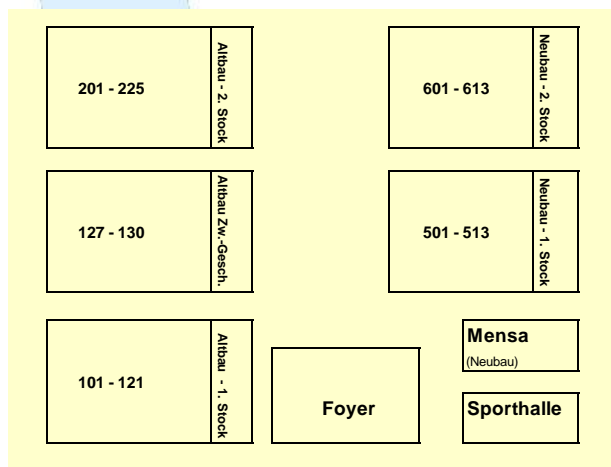 201 - 225
Altbau - 2. Stock
601 - 613
Neubau - 2. Stock
127 - 130
Altbau Zw.-Gesch.
501 - 513
Neubau - 1. Stock
101 - 121
Altbau - 1. Stock
Foyer
Mensa
(Neubau)
Sporthalle